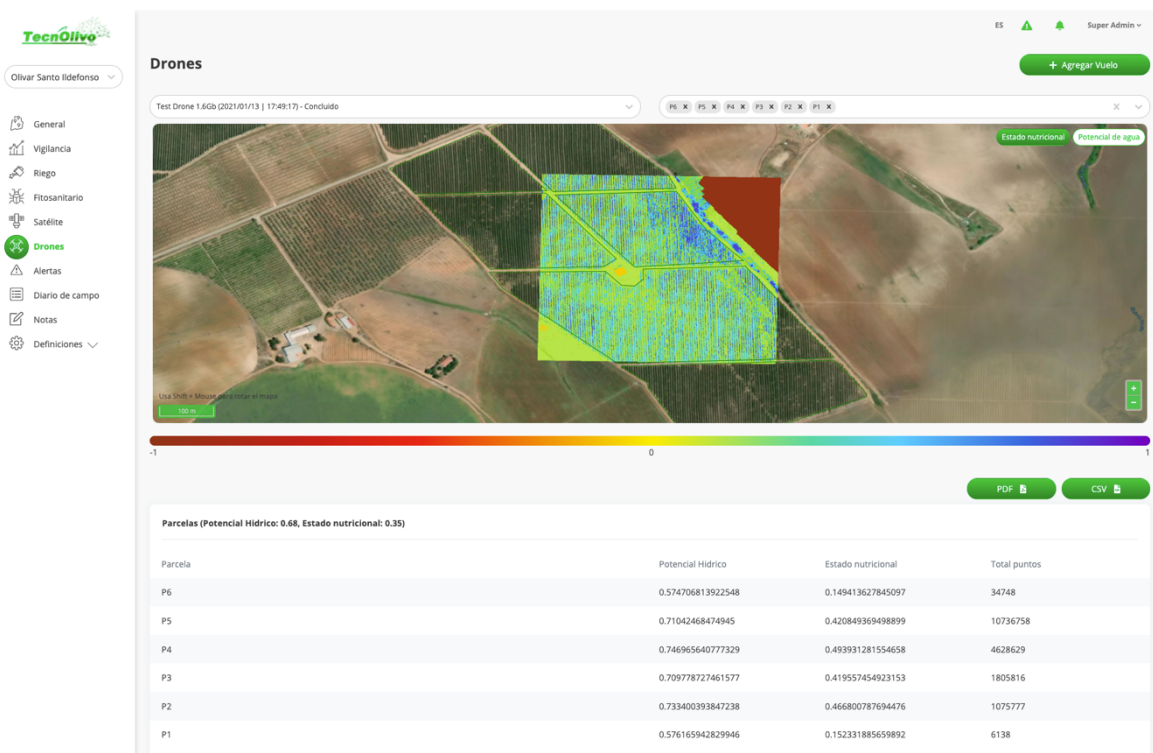 TecnOlivo
ES
Super Admin
Olivar Santo Ildefonso
Drones
+ Agregar Vuelo
Test Drone 1.6Gb (2021/01/13 | 17:49:17) - Concluido
P6 x P5 x P4 x P3 x P2 x P1 x
General
Vigilancia
Riego
Fitosanitario
Satélite
Drones
Alertas
Diario de campo
Notas
Definiciones
Estado nutricional
Potencial de agua
Usa Shift + Mouse para rotar el mapa
100 m
+
-
-1 0 1
PDF
CSV
Parcelas (Potencial Hidrico: 0.68, Estado nutricional: 0.35)
Parcela Potencial Hidrico Estado nutricional Total puntos
P6 0.574706813922548 0.149413627845097 34748
P5 0.71042468474945 0.420849369498899 10736758
P4 0.746965640777329 0.493931281554658 4628629
P3 0.709778727461577 0.419557454923153 1805816
P2 0.733400393847238 0.466800787694476 1075777
P1 0.576165942829946 0.152331885659892 6138